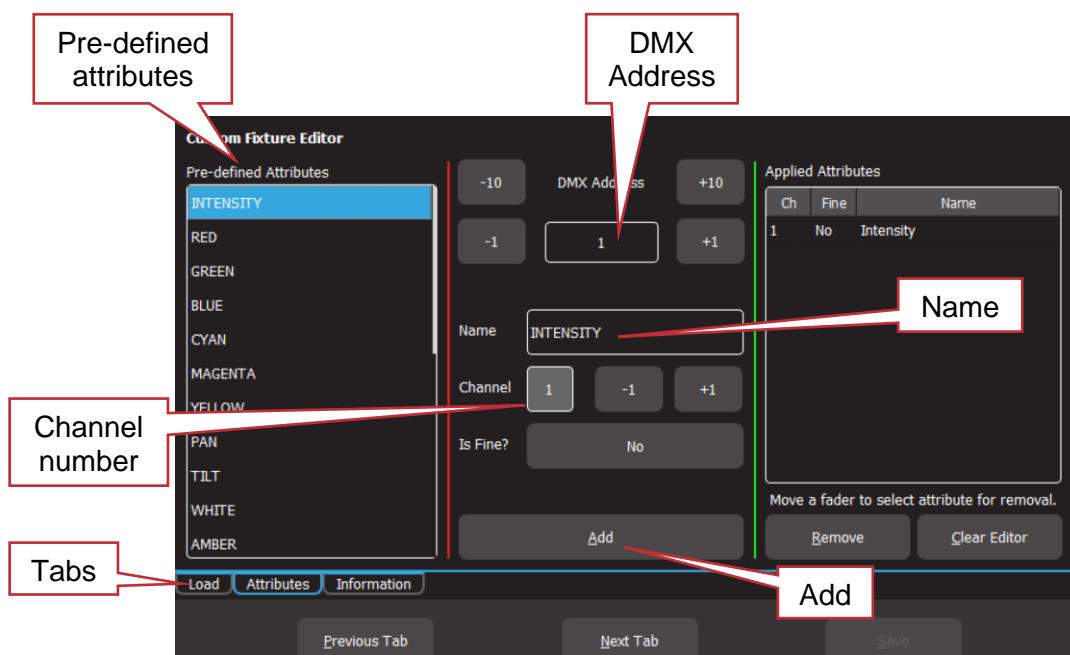 Pre-defined
attributes
DMX
Address
Custom Fixture Editor
Pre-defined Attributes
INTENSITY
RED
GREEN
BLUE
CYAN
MAGENTA
YELLOW
PAN
TILT
WHITE
AMBER
-10
DMX Address
+10
-1
1
+1
Name
INTENSITY
Channel
1
-1
+1
Is Fine?
No
Add
Applied Attributes
Ch Fine Name
1 No Intensity
Name
Move a fader to select attribute for removal.
Remove
Clear Editor
Channel
number
Tabs
Add
Load
Attributes
Information
Previous Tab
Next Tab
Save